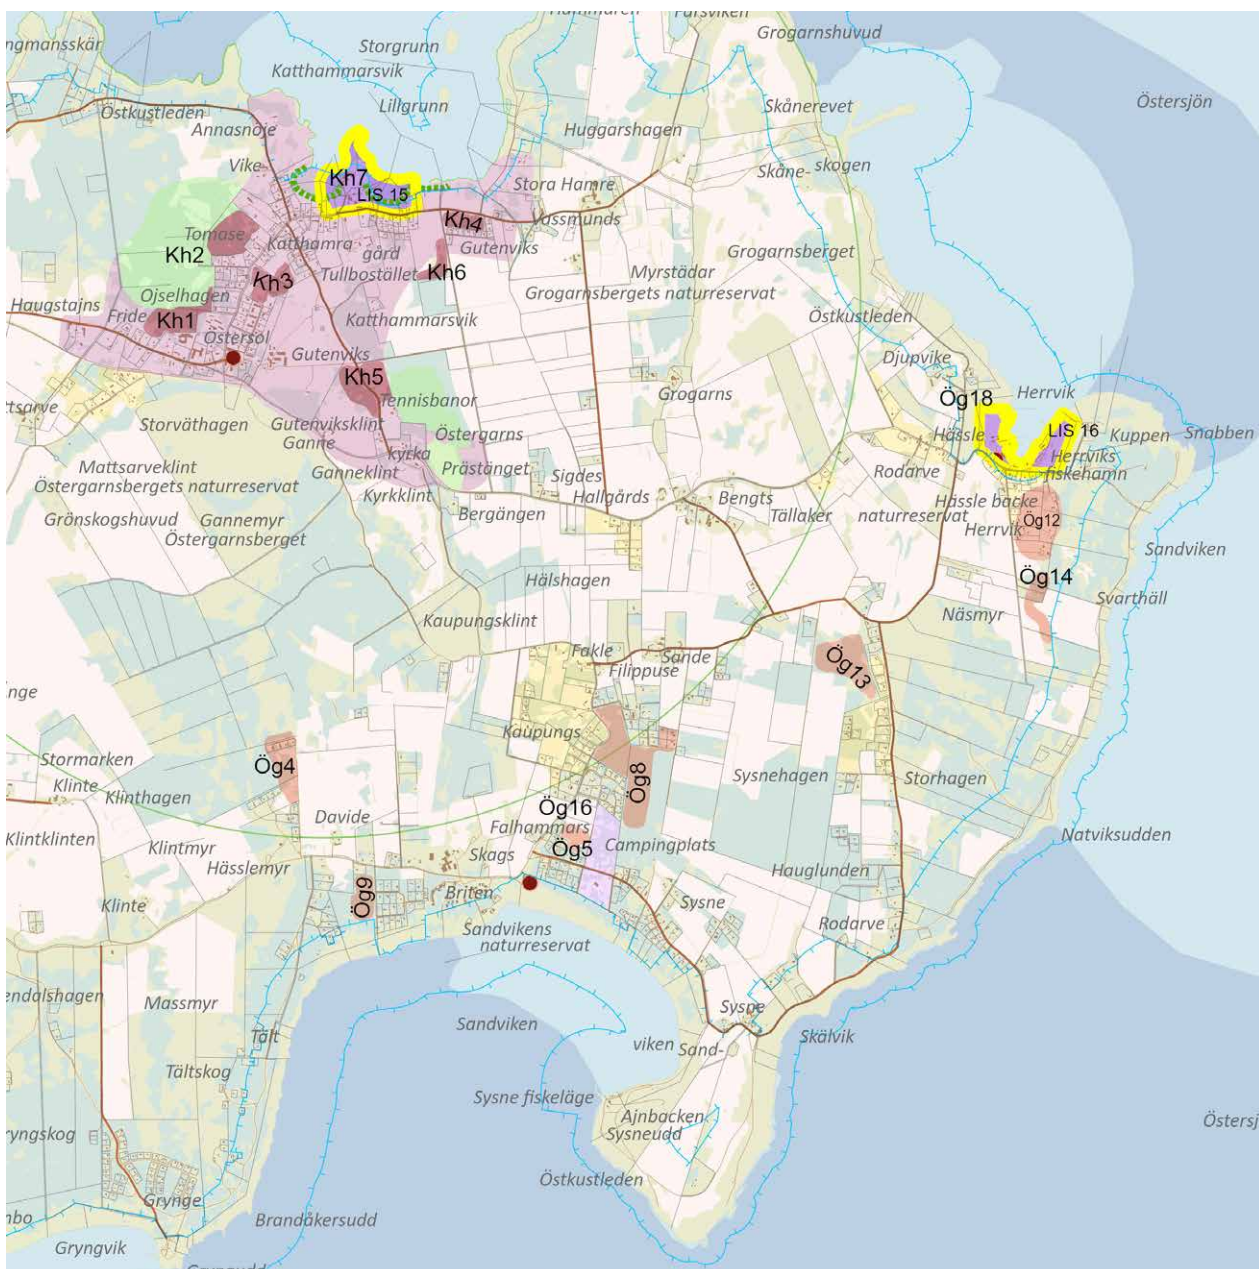 Hammaren
Farsviken
ngmansskär
Storgrunn
Grogarnshuvud
Katthammarsvik
Östersjön
Östkustleden
Lillgrunn
Skånerevet
Annasnöje
Huggarshagen
Vike
skogen
Skåne-
Kh7
LIS 15
Stora Hamre
Kh4
Vassmunds
Tomase
Kh2
Katthamra
gård
Gutenviks
Grogarnsberget
Tullbostället
Kh6
Myrstädar
Kh3
Ojselhagen
Grogarnsbergets naturreservat
Haugstajns
Fride
Kh1
Katthammarsvik
Östkustleden
Östersol
Gutenviks
Djupvike
Kh5
Grogarns
Ög18
Herrvik
ttsarve
Tennisbanor
Storväthagen
Gutenviksklint
Östergarns
Hässle
LIS 16
Kuppen
Snabben
Ganne
kyrka
Herrviks
fiskehamn
Mattsarveklint
Ganneklint
Prästänget
Sigdes
Rodarve
Östergarnsbergets naturreservat
Kyrkklint
Hallgårds
Bengts
Hässle backe
Bergängen
Tällaker
naturreservat
Grönskogshuvud
Gannemyr
Herrvik
Ög12
Östergarnsberget
Sandviken
Hälshagen
Ög14
Svarthäll
Kaupungsklint
Näsmyr
Fakle
Sande
Filippuse
Ög13
nge
Kaupungs
Stormarken
Ög4
Sysnehagen
Storhagen
Klinte
Klinthagen
Ög8
Davide
Ög16
Klintklinten
Falhammars
Natviksudden
Klintmyr
Skags
Ög5
Campingplats
Hässlemyr
Hauglunden
Ög9
Briten
Klinte
Sysne
Rodarve
Sandvikens
naturreservat
endalshagen
Massmyr
Sysne
Sandviken
Skälvik
Tält
viken
Sand-
Tältskog
Sysne fiskeläge
Ajnbacken
Östersj
ryngskog
Sysneudd
Östkustleden
Grynge
nbo
Brandåkersudd
Gryngvik